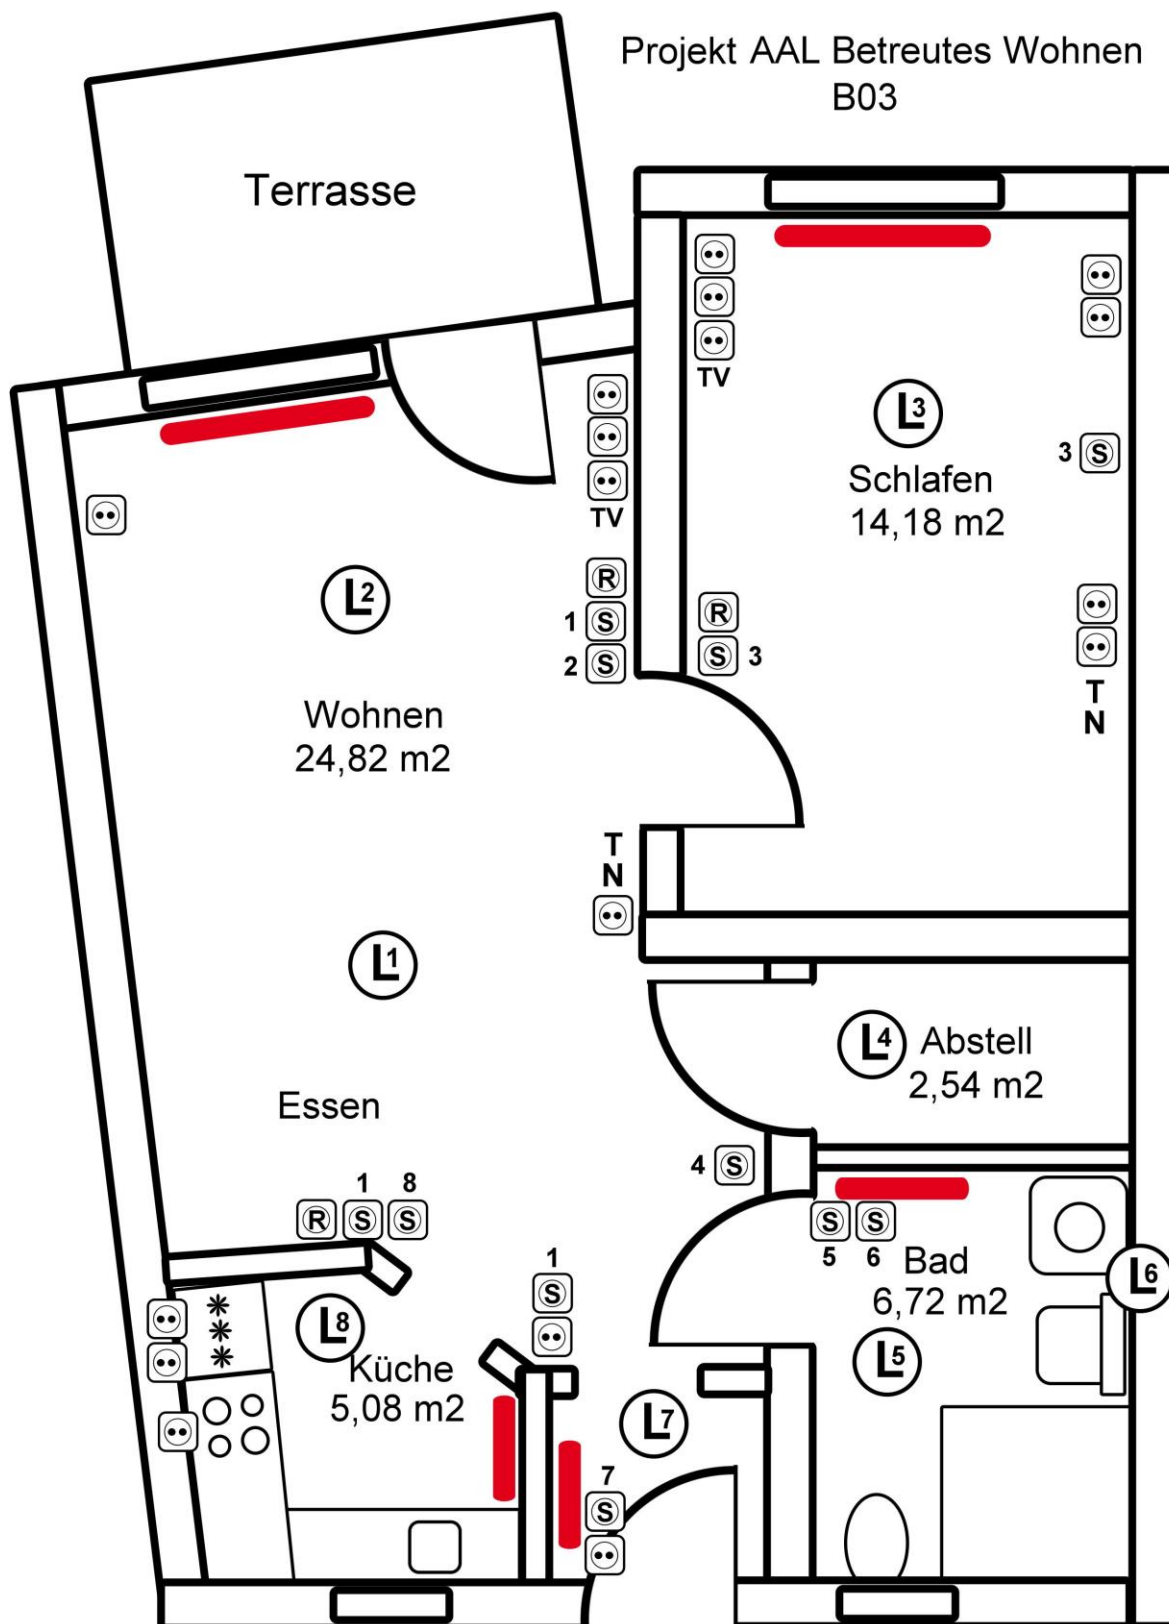 Projekt AAL Betreutes Wohnen
B03
Terrasse
TV
L3
Schlafen
14,18 m2
3 S
TV
R
1 S
2 S
R
S 3
L2
T
N
Wohnen
24,82 m2
T
N
L1
L4
Abstell
2,54 m2
Essen
4 S
1 8
R S S
S S
5 6
Bad
6,72 m2
L6
1
S
L8
Küche
5,08 m2
L5
L7
7
S